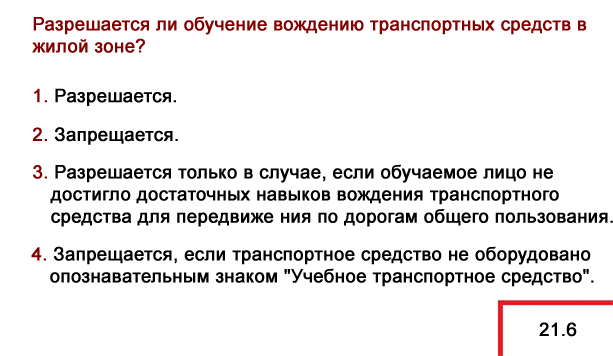 Разрешается ли обучение вождению транспортных средств в
жилой зоне?
1. Разрешается.
2. Запрещается.
3. Разрешается только в случае, если обучаемое лицо не
достигло достаточных навыков вождения транспортного
средства для передвиже ния по дорогам общего пользования.
4. Запрещается, если транспортное средство не оборудовано
опознавательным знаком "Учебное транспортное средство".
21.6